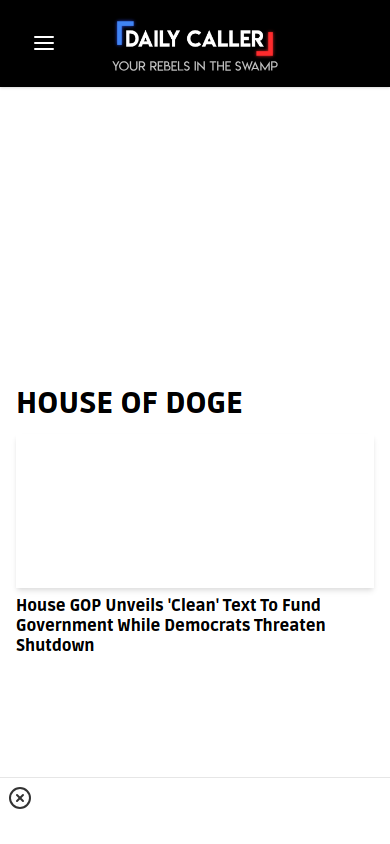 DAILY CALLER
YOUR REBELS IN THE SWAMP
HOUSE OF DOGE
House GOP Unveils 'Clean' Text To Fund
Government While Democrats Threaten
Shutdown